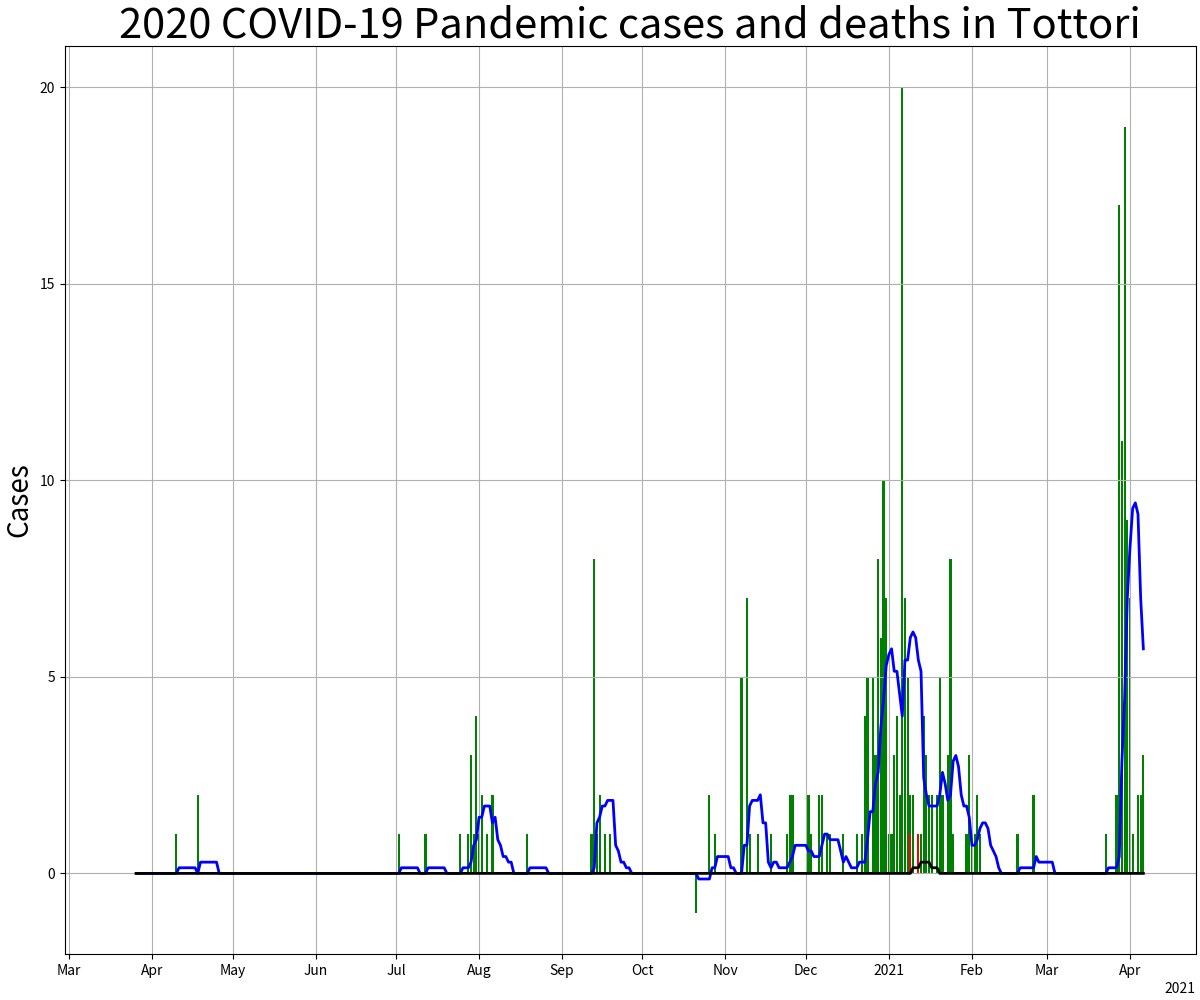 2020 COVID-19 Pandemic cases and deaths in Tottori
Cases
20
15
10
5
0
Mar Apr May Jun Jul Aug Sep Oct Nov Dec 2021 Feb Mar Apr
2021